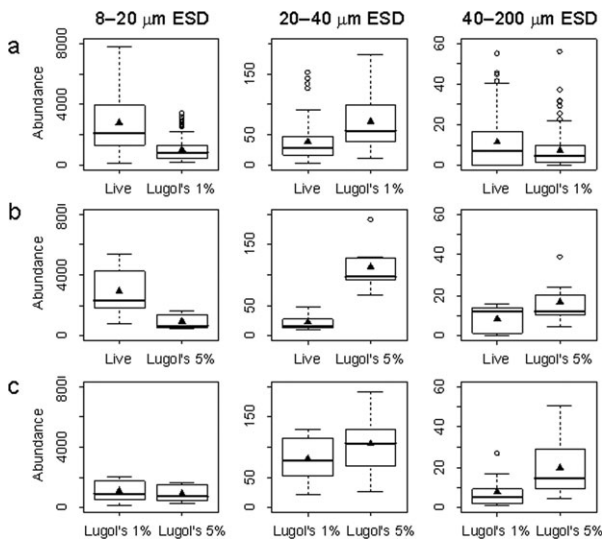 8–20 µm ESD 20–40 µm ESD 40–200 µm ESD
a
Abundance
0 4000 8000
0 50 150
0 20 40 60
Live Lugol's 1% Live Lugol's 1% Live Lugol's 1%
b
Abundance
0 4000 8000
0 50 150
0 20 40 60
Live Lugol's 5% Live Lugol's 5% Live Lugol's 5%
c
Abundance
0 4000 8000
0 50 150
0 20 40 60
Lugol's 1% Lugol's 5% Lugol's 1% Lugol's 5% Lugol's 1% Lugol's 5%